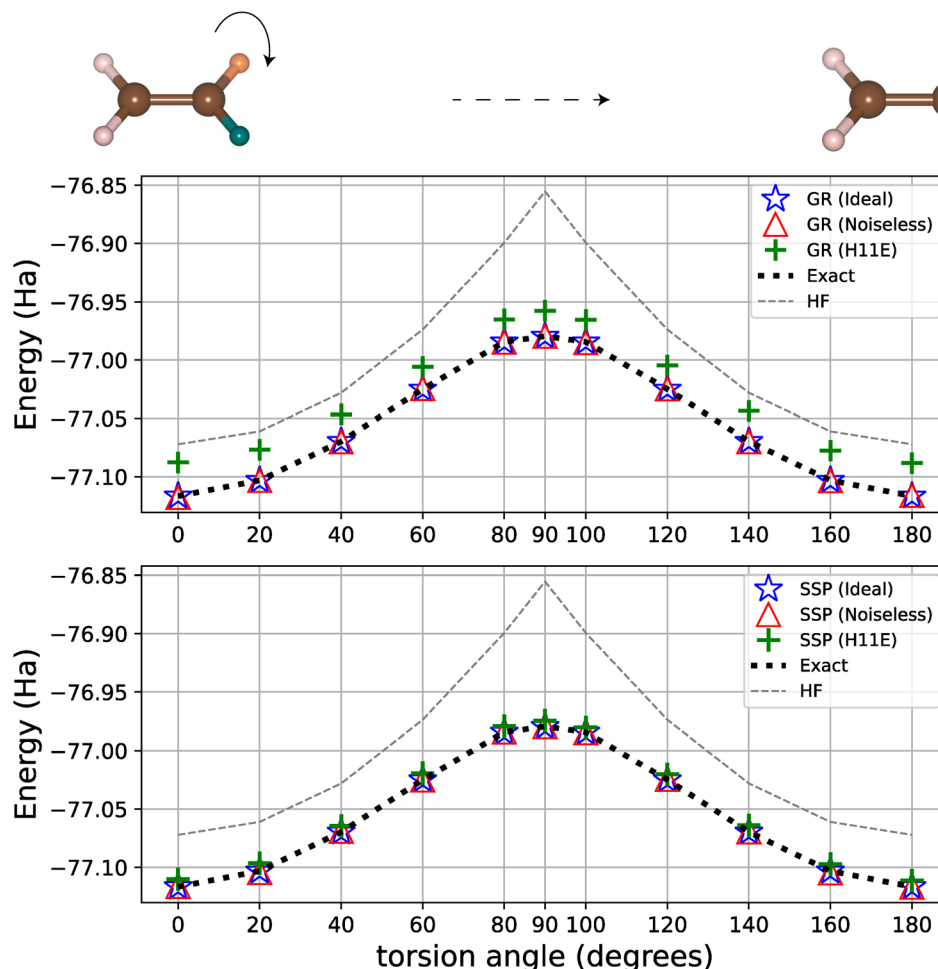 −76.85
−76.90
−76.95
−77.00
−77.05
−77.10
Energy (Ha)
GR (Ideal)
GR (Noiseless)
GR (H11E)
Exact
HF
0 20 40 60 80 90 100 120 140 160 180
−76.85
−76.90
−76.95
−77.00
−77.05
−77.10
Energy (Ha)
SSP (Ideal)
SSP (Noiseless)
SSP (H11E)
Exact
HF
0 20 40 60 80 90 100 120 140 160 180
torsion angle (degrees)